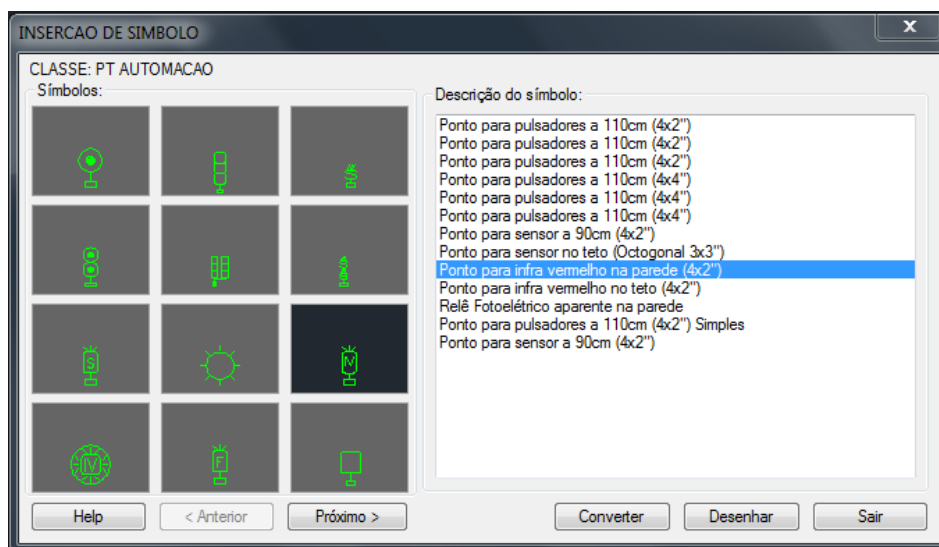 INSERCAO DE SIMBOLO
X
CLASSE: PT AUTOMACAO
Símbolos:
S
M
IVI
F
Descrição do símbolo:
Ponto para pulsadores a 110cm (4x2'')
Ponto para pulsadores a 110cm (4x2'')
Ponto para pulsadores a 110cm (4x2'')
Ponto para pulsadores a 110cm (4x4'')
Ponto para pulsadores a 110cm (4x4'')
Ponto para pulsadores a 110cm (4x4'')
Ponto para sensor a 90cm (4x2'')
Ponto para sensor no teto (Octogonal 3x3'')
Ponto para infra vermelho na parede (4x2'')
Ponto para infra vermelho no teto (4x2'')
Relê Fotoelétrico aparente na parede
Ponto para pulsadores a 110cm (4x2'') Simples
Ponto para sensor a 90cm (4x2'')
Help
< Anterior
Próximo >
Converter
Desenhar
Sair